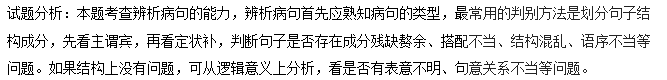 试题分析：本题考查辨析病句的能力，辨析病句首先应熟知病句的类型，最常用的判别方法是划分句子结
构成分，先看主谓宾，再看定状补，判断句子是否存在成分残缺赘余、搭配不当、结构混乱、语序不当等
问题。如果结构上没有问题，可从逻辑意义上分析，看是否有表意不明、句意关系不当等问题。